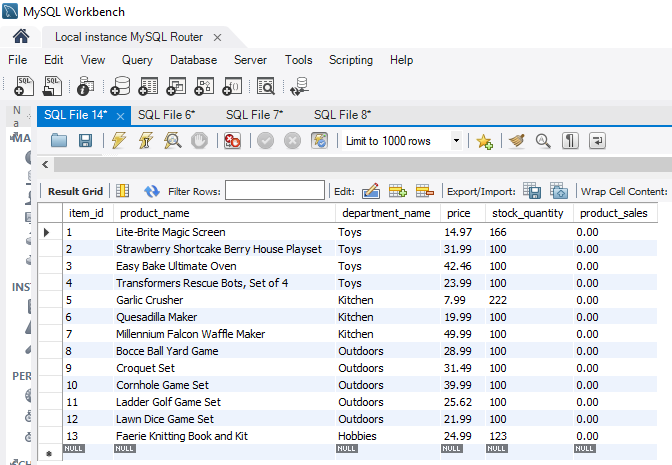 MySQL Workbench
Local instance MySQL Router ×
File Edit View Query Database Server Tools Scripting Help
SQL SQL
SQL File 14* × SQL File 6* SQL File 7* SQL File 8*
Limit to 1000 rows
Result Grid Filter Rows: Edit: Export/Import: Wrap Cell Content:
item_id product_name department_name price stock_quantity product_sales
1 Lite-Brite Magic Screen Toys 14.97 166 0.00
2 Strawberry Shortcake Berry House Playset Toys 31.99 100 0.00
3 Easy Bake Ultimate Oven Toys 42.46 100 0.00
4 Transformers Rescue Bots, Set of 4 Toys 23.99 100 0.00
5 Garlic Crusher Kitchen 7.99 222 0.00
6 Quesadilla Maker Kitchen 19.99 100 0.00
7 Millennium Falcon Waffle Maker Kitchen 49.99 100 0.00
8 Bocce Ball Yard Game Outdoors 28.99 100 0.00
9 Croquet Set Outdoors 31.49 100 0.00
10 Cornhole Game Set Outdoors 39.99 100 0.00
11 Ladder Golf Game Set Outdoors 25.62 100 0.00
12 Lawn Dice Game Set Outdoors 21.99 100 0.00
13 Faerie Knitting Book and Kit Hobbies 24.99 123 0.00
NULL NULL NULL NULL NULL NULL
Na
MA
INST
PER